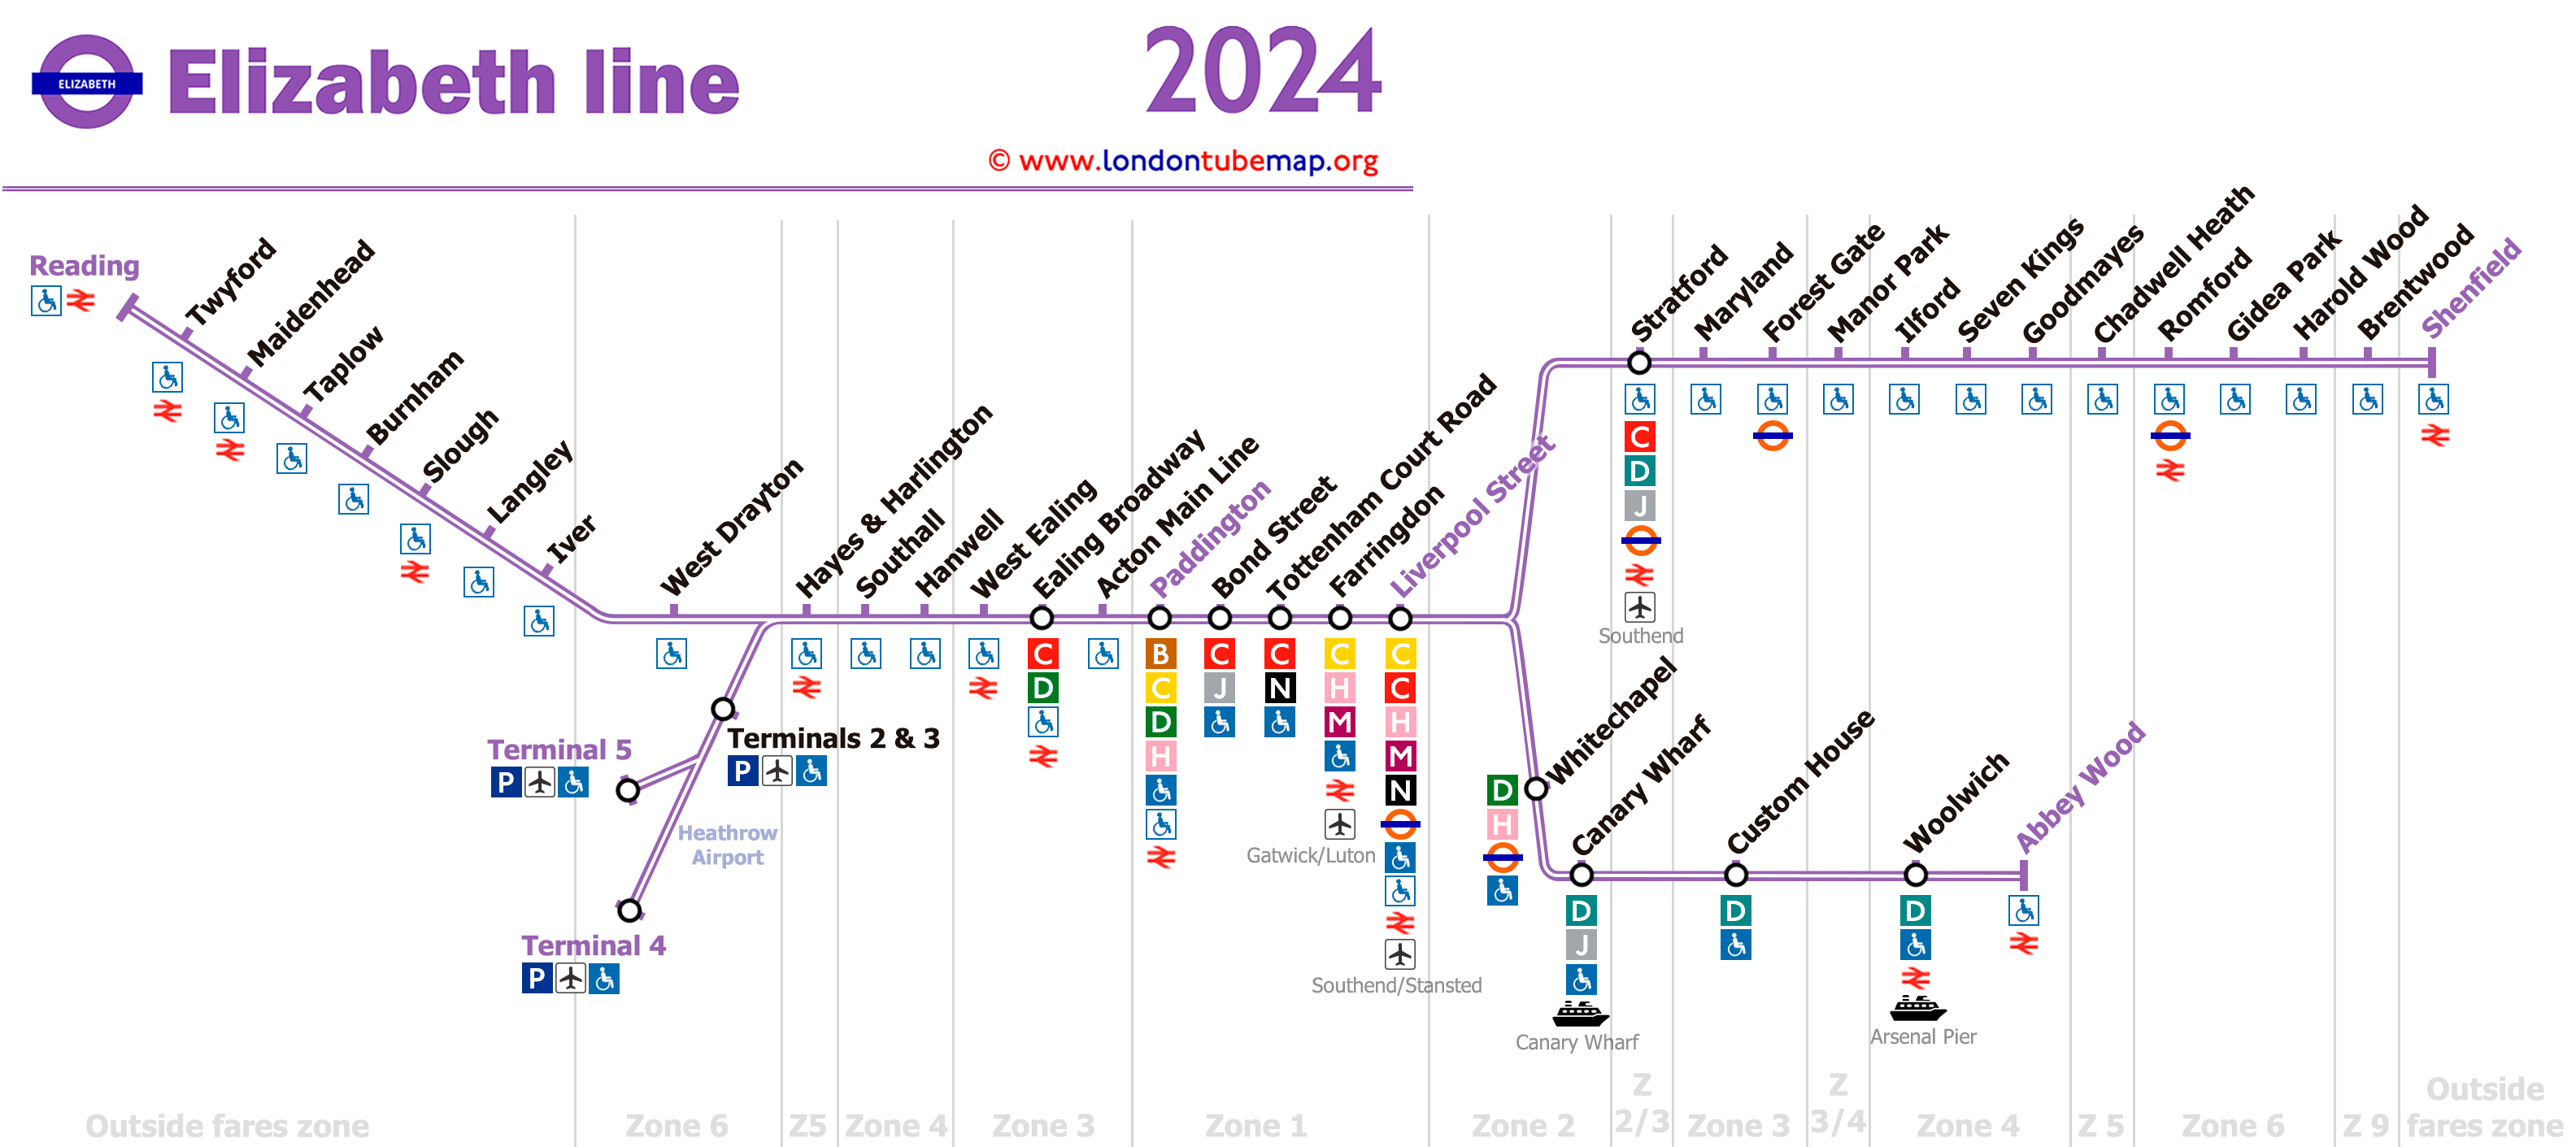 ELIZABETH
Elizabeth line
2024
© www.londontubemap.org
Reading
Twyford
Maidenhead
Taplow
Burnham
Slough
Langley
Iver
West Drayton
Hayes & Harlington
Southall
Hanwell
West Ealing
Ealing Broadway
Acton Main Line
Paddington
Bond Street
Tottenham Court Road
Farringdon
Liverpool Street
Stratford
Maryland
Forest Gate
Manor Park
Ilford
Seven Kings
Goodmayes
Chadwell Heath
Romford
Gidea Park
Harold Wood
Brentwood
Shenfield
C
D
J
Southend
Terminals 2 & 3
P
Terminal 5
P
Heathrow
Airport
Terminal 4
P
C
D
B
C
D
H
C
J
C
N
C
H
M
Gatwick/Luton
C
C
H
M
N
Southend/Stansted
Whitechapel
D
H
Canary Wharf
D
J
Canary Wharf
Custom House
D
Woolwich
D
Arsenal Pier
Abbey Wood
Outside fares zone
Zone 6
Z5
Zone 4
Zone 3
Zone 1
Zone 2
Z
2/3
Zone 3
Z
3/4
Zone 4
Z 5
Zone 6
Z 9
Outside
fares zone